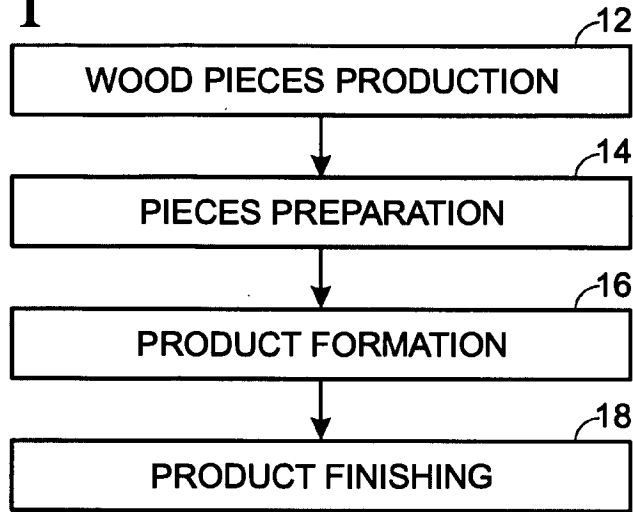 1
12
WOOD PIECES PRODUCTION
14
PIECES PREPARATION
16
PRODUCT FORMATION
18
PRODUCT FINISHING